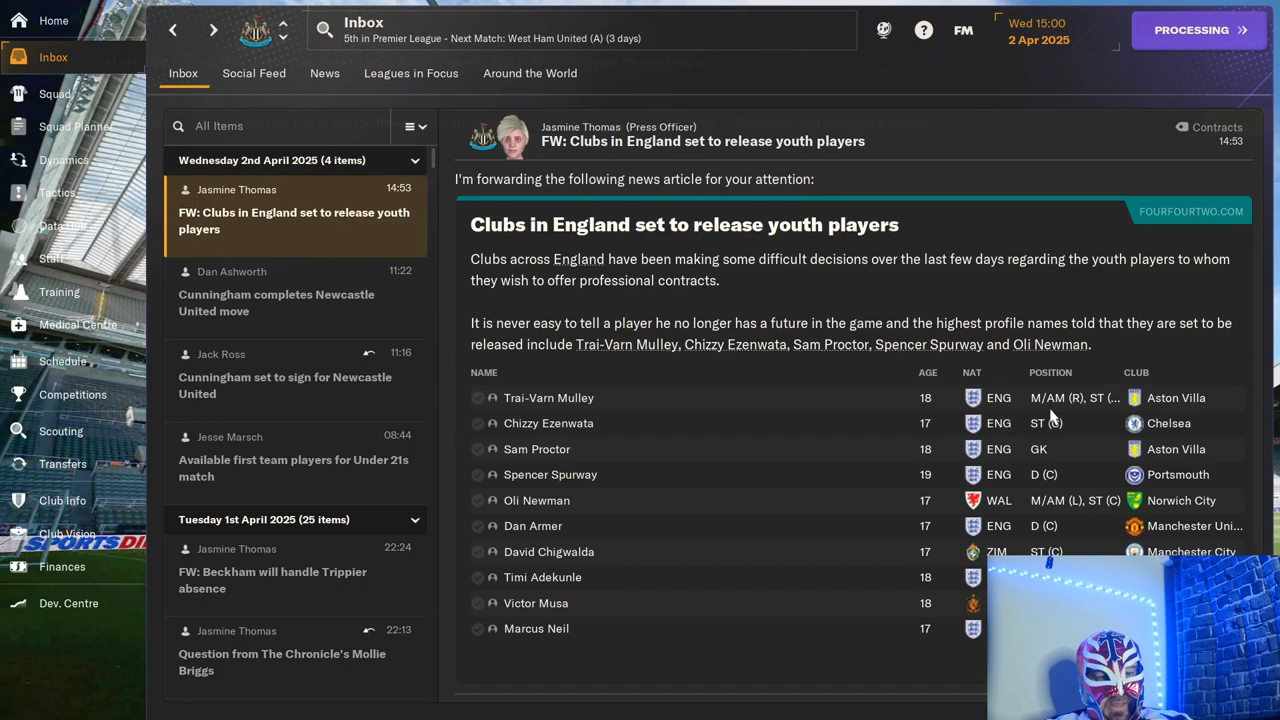 Home
Inbox
Squad
Squad Planner
Dynamics
Tactics
Data Hub
Staff
Training
Medical Centre
Schedule
Competitions
Scouting
Transfers
Club Info
Club Vision
Finances
Dev. Centre
SPORTS DI
Inbox
5th in Premier League - Next Match: West Ham United (A) (3 days)
FM
Wed 15:00
2 Apr 2025
PROCESSING
Inbox Social Feed News Leagues in Focus Around the World
All Items
Wednesday 2nd April 2025 (4 items)
Jasmine Thomas 14:53
FW: Clubs in England set to release youth
players
Dan Ashworth 11:22
Cunningham completes Newcastle
United move
Jack Ross 11:16
Cunningham set to sign for Newcastle
United
Jesse Marsch 08:44
Available first team players for Under 21s
match
Tuesday 1st April 2025 (25 items)
Jasmine Thomas 22:24
FW: Beckham will handle Trippier
absence
Jasmine Thomas 22:13
Question from The Chronicle's Mollie
Briggs
Jasmine Thomas (Press Officer) Contracts
FW: Clubs in England set to release youth players 14:53
I'm forwarding the following news article for your attention:
FOURFOURTWO.COM
Clubs in England set to release youth players
Clubs across England have been making some difficult decisions over the last few days regarding the youth players to whom
they wish to offer professional contracts.
It is never easy to tell a player he no longer has a future in the game and the highest profile names told that they are set to be
released include Trai-Varn Mulley, Chizzy Ezenwata, Sam Proctor, Spencer Spurway and Oli Newman.
NAME AGE NAT POSITION CLUB
Trai-Varn Mulley 18 ENG M/AM (R), ST (... Aston Villa
Chizzy Ezenwata 17 ENG ST (C) Chelsea
Sam Proctor 18 ENG GK Aston Villa
Spencer Spurway 19 ENG D (C) Portsmouth
Oli Newman 17 WAL M/AM (L), ST (C) Norwich City
Dan Armer 17 ENG D (C) Manchester Uni...
David Chigwalda 17 ZIM ST (C) Manchester City
Timi Adekunle 18
Victor Musa 18
Marcus Neil 17